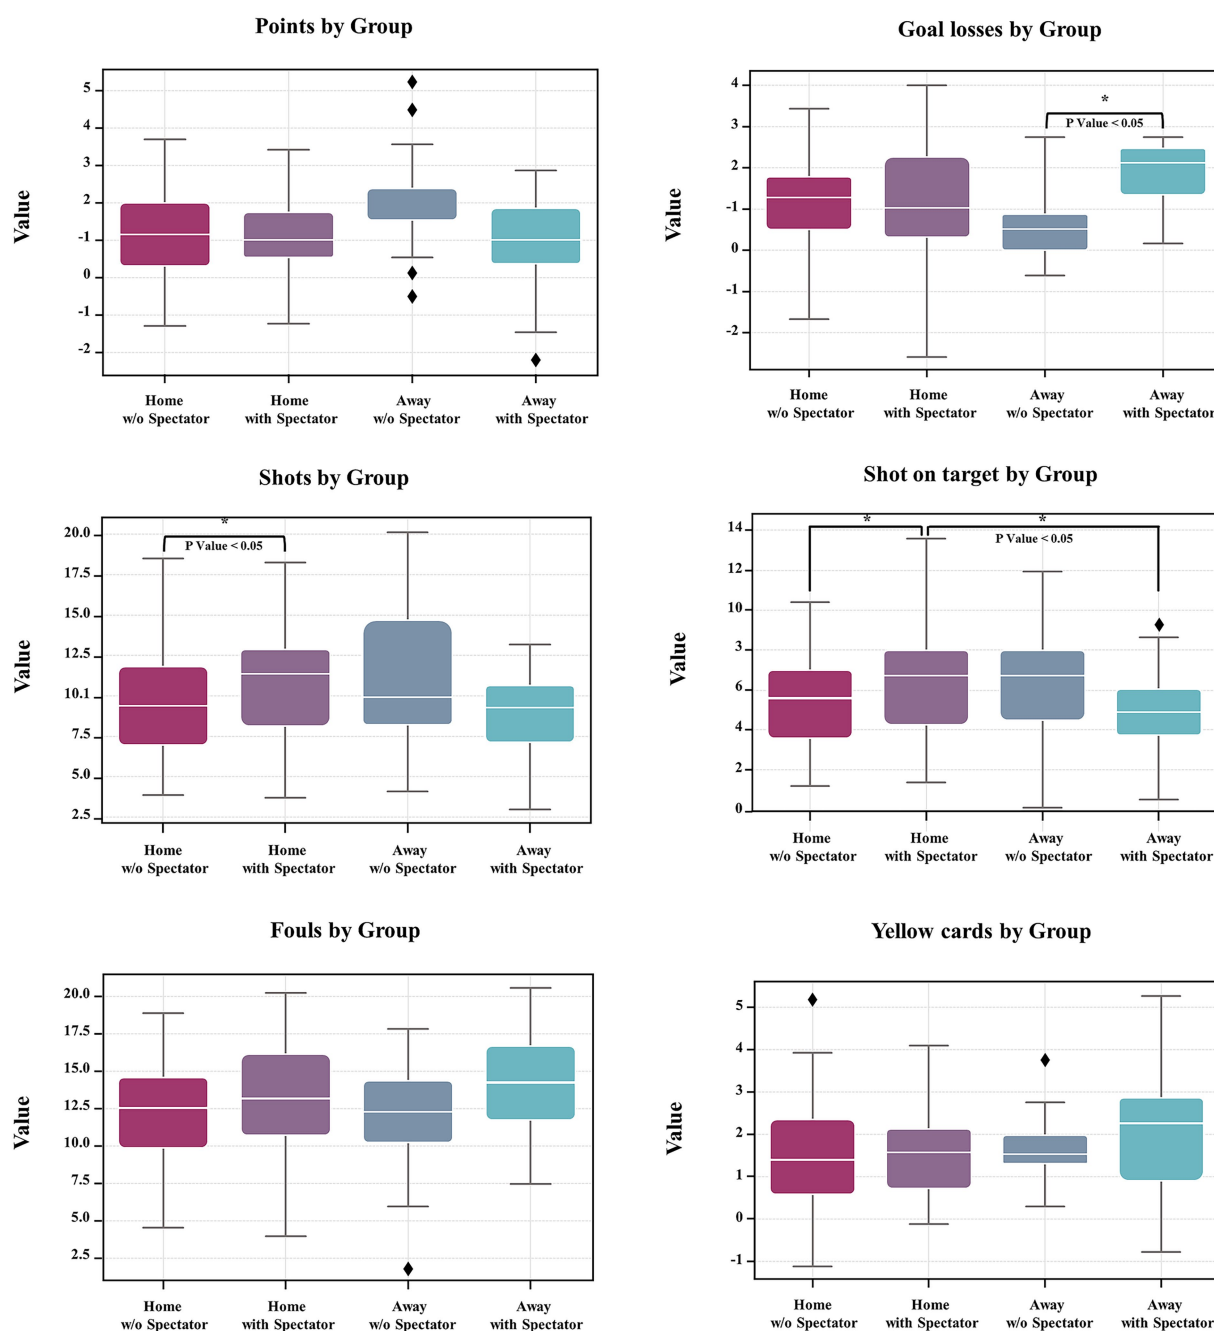 Points by Group
Value
5
4
3
2
-1
0
-1
-2
Home
w/o Spectator
Home
with Spectator
Away
w/o Spectator
Away
with Spectator
Goal losses by Group
Value
4
3
2
-1
0
-1
-2
*
P Value < 0.05
Home
w/o Spectator
Home
with Spectator
Away
w/o Spectator
Away
with Spectator
Shots by Group
Value
20.0
17.5
15.0
12.5
10.1
7.5
5.0
2.5
*
P Value < 0.05
Home
w/o Spectator
Home
with Spectator
Away
w/o Spectator
Away
with Spectator
Shot on target by Group
Value
14
12
10
3
6
4
2
0
*
*
P Value < 0.05
Home
w/o Spectator
Home
with Spectator
Away
w/o Spectator
Away
with Spectator
Fouls by Group
Value
20.0
17.5
15.0
12.5
10.0
7.5
5.0
2.5
Home
w/o Spectator
Home
with Spectator
Away
w/o Spectator
Away
with Spectator
Yellow cards by Group
Value
5
4
3
2
1
0
-1
Home
w/o Spectator
Home
with Spectator
Away
w/o Spectator
Away
with Spectator